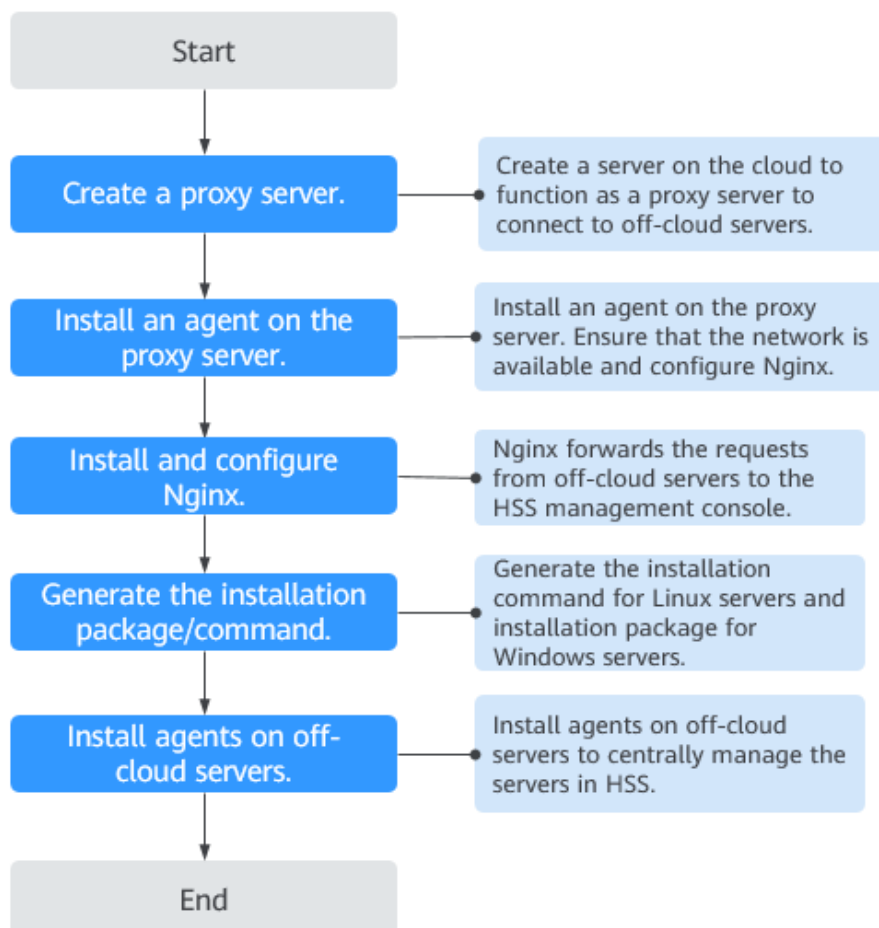 Start
Create a proxy server.
Create a server on the cloud to
function as a proxy server to
connect to off-cloud servers.
Install an agent on the
proxy server.
Install an agent on the proxy
server. Ensure that the network is
available and configure Nginx.
Install and configure
Nginx.
Nginx forwards the requests
from off-cloud servers to the
HSS management console.
Generate the installation
package/command.
Generate the installation
command for Linux servers and
installation package for
Windows servers.
Install agents on off-
cloud servers.
Install agents on off-cloud
servers to centrally manage the
servers in HSS.
End